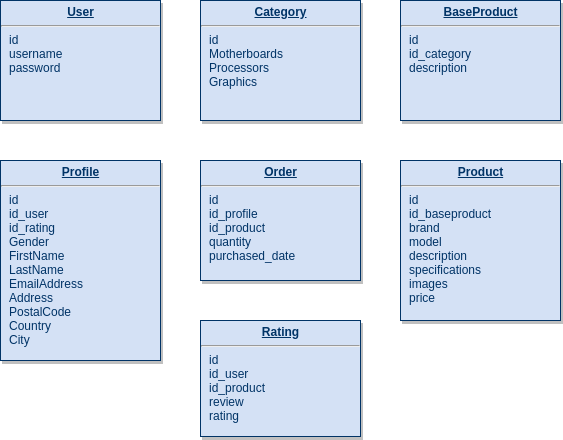 User
id
username
password
Category
id
Motherboards
Processors
Graphics
BaseProduct
id
id_category
description
Profile
id
id_user
id_rating
Gender
FirstName
LastName
EmailAddress
Address
PostalCode
Country
City
Order
id
id_profile
id_product
quantity
purchased_date
Product
id
id_baseproduct
brand
model
description
specifications
images
price
Rating
id
id_user
id_product
review
rating